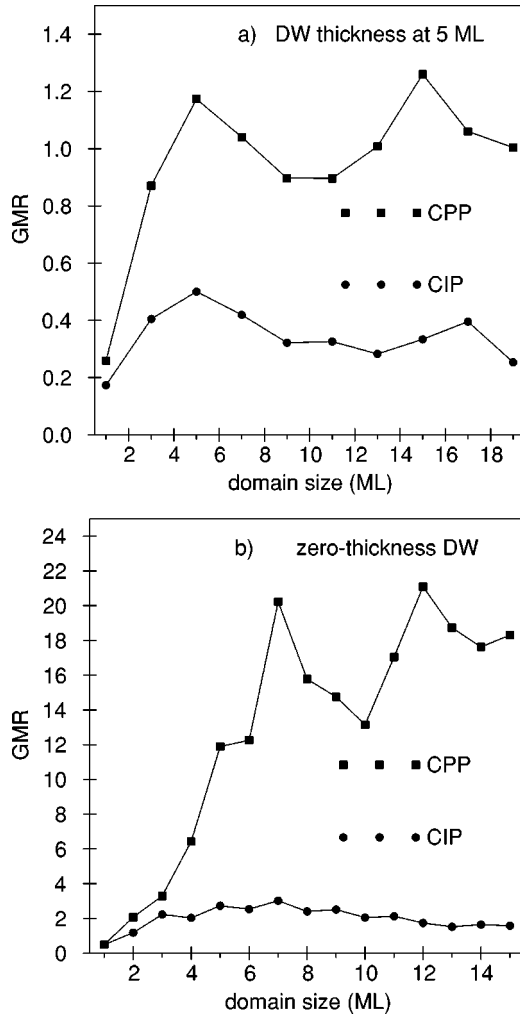 a) DW thickness at 5 ML
1.4
1.2
1.0
0.8
0.6
0.4
0.2
0.0
GMR
CPP
CIP
2 4 6 8 10 12 14 16 18
domain size (ML)
b) zero-thickness DW
24
22
20
18
16
14
12
10
8
6
4
2
0
GMR
CPP
CIP
2 4 6 8 10 12 14
domain size (ML)